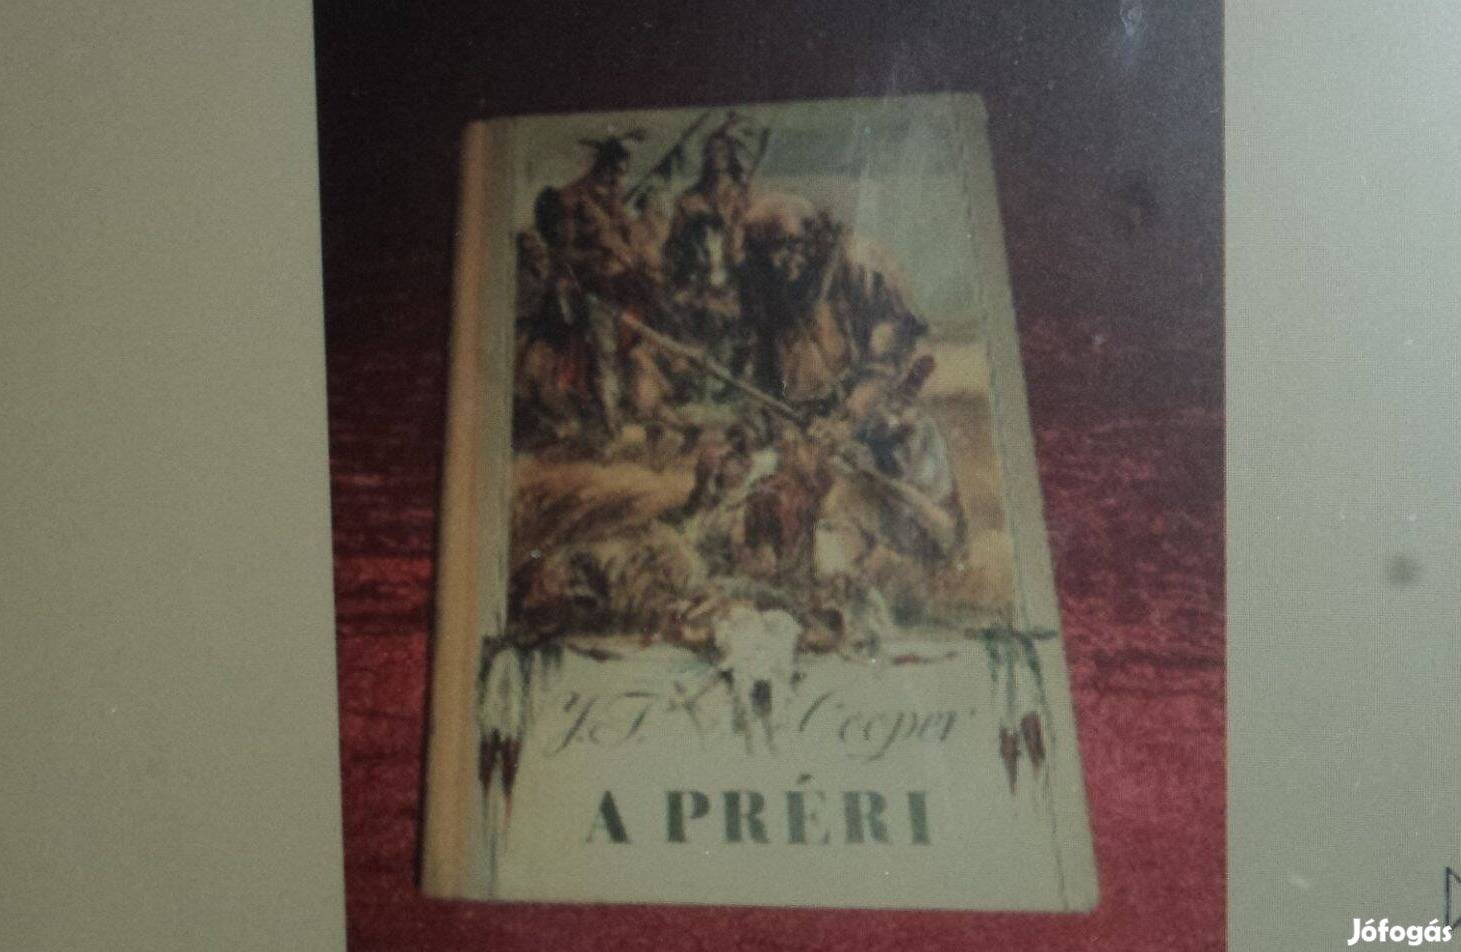 J. F. Cooper
A PRÉRI
Jófogás